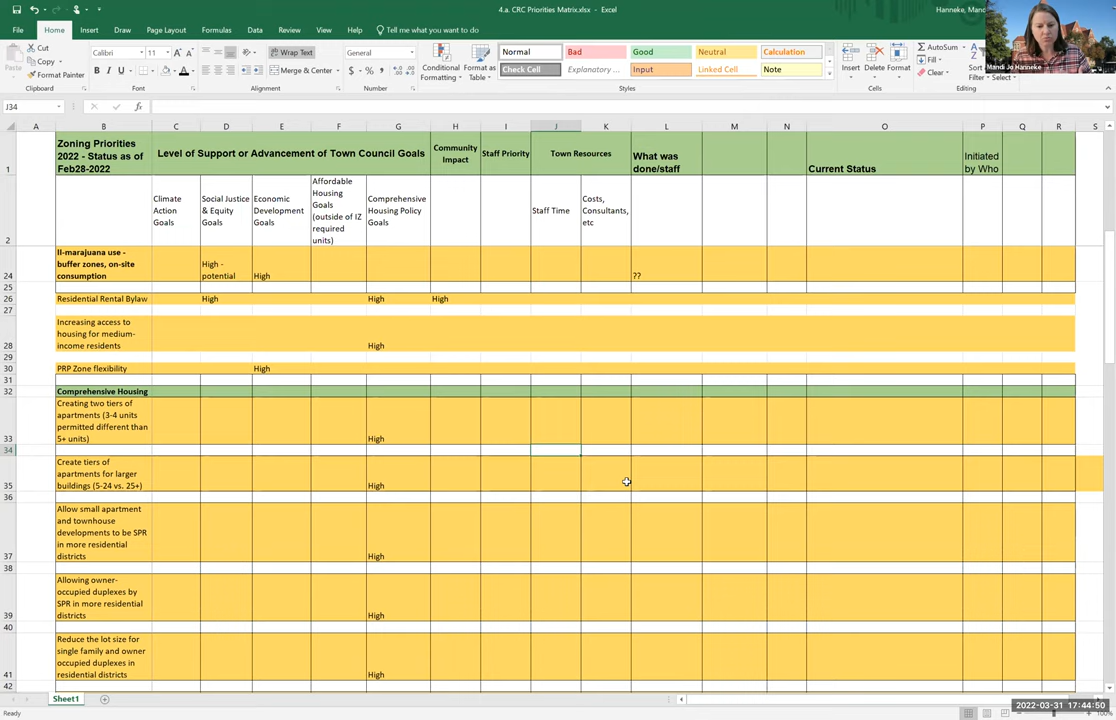 4.a. CRC Priorities Matrix.xlsx - Excel
Hanneke, Mand
File Home Insert Draw Page Layout Formulas Data Review View Help Tell me what you want to do
Cut
Copy
Format Painter
Paste
Clipboard
Calibri 11
Font
Wrap Text
Merge & Center
Alignment
General
Number
Conditional Formatting
Format as Table
Normal Bad Good Neutral Calculation
Check Cell Explanatory ... Input Linked Cell Note
Styles
Insert Delete Format
Cells
AutoSum
Fill
Clear
Sort Find
Filter Select
Editing
Mandi Jo Hanneke
J34
fx
A B C D E F G H I J K L M N O P Q R S
1
Zoning Priorities
2022 - Status as of
Feb28-2022
Level of Support or Advancement of Town Council Goals
Community
Impact
Staff Priority
Town Resources
What was
done/staff
Current Status
Initiated
by Who
2
Climate
Action
Goals
Social Justice
& Equity
Goals
Economic
Development
Goals
Affordable
Housing
Goals
(outside of IZ
required
units)
Comprehensive
Housing Policy
Goals
Staff Time
Costs,
Consultants,
etc
24
II-marajuana use -
buffer zones, on-site
consumption
High -
potential
High
??
25
26 Residential Rental Bylaw High High High
27
28
Increasing access to
housing for medium-
income residents
High
29
30 PRP Zone flexibility High
31
32 Comprehensive Housing
33
Creating two tiers of
apartments (3-4 units
permitted different than
5+ units)
High
34
35
Create tiers of
apartments for larger
buildings (5-24 vs. 25+)
High
36
37
Allow small apartment
and townhouse
developments to be SPR
in more residential
districts
High
38
39
Allowing owner-
occupied duplexes by
SPR in more residential
districts
High
40
41
Reduce the lot size for
single family and owner
occupied duplexes in
residential districts
High
42
Sheet1
Ready
2022-03-31 17:44:50
100%